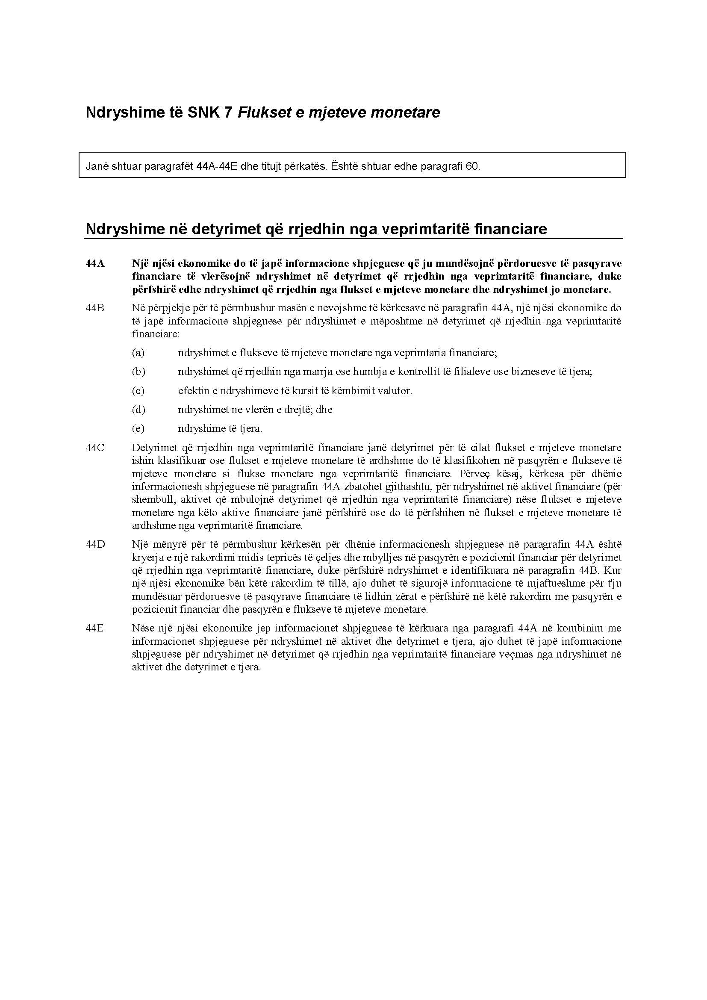 Ndryshime të SNK 7 Flukset e mjeteve monetare
Janë shtuar paragrafët 44A-44E dhe titujt përkatës. Është shtuar edhe paragrafi 60.
Ndryshime në detyrimet që rrjedhin nga veprimtaritë financiare
44A Një njësi ekonomike do të japë informacione shpjeguese që ju mundësojnë përdoruesve të pasqyrave
financiare të vlerësojnë ndryshimet në detyrimet që rrjedhin nga veprimtaritë financiare, duke
përfshirë edhe ndryshimet që rrjedhin nga flukset e mjeteve monetare dhe ndryshimet jo monetare.
44B Në përpjekje për të përmbushur masën e nevojshme të kërkesave në paragrafin 44A, një njësi ekonomike do
të japë informacione shpjeguese për ndryshimet e mëposhtme në detyrimet që rrjedhin nga veprimtaritë
financiare:
(a) ndryshimet e flukseve të mjeteve monetare nga veprimtaria financiare;
(b) ndryshimet që rrjedhin nga marrja ose humbja e kontrollit të filialeve ose bizneseve të tjera;
(c) efektin e ndryshimeve të kursit të këmbimit valutor.
(d) ndryshimet ne vlerën e drejtë; dhe
(e) ndryshime të tjera.
44C Detyrimet që rrjedhin nga veprimtaritë financiare janë detyrimet për të cilat flukset e mjeteve monetare
ishin klasifikuar ose flukset e mjeteve monetare të ardhshme do të klasifikohen në pasqyrën e flukseve të
mjeteve monetare si flukse monetare nga veprimtaritë financiare. Përveç kësaj, kërkesa për dhënie
informacionesh shpjeguese në paragrafin 44A zbatohet gjithashtu, për ndryshimet në aktivet financiare (për
shembull, aktivet që mbulojnë detyrimet që rrjedhin nga veprimtaritë financiare) nëse flukset e mjeteve
monetare nga këto aktive financiare janë përfshirë ose do të përfshihen në flukset e mjeteve monetare të
ardhshme nga veprimtaritë financiare.
44D Një mënyrë për të përmbushur kërkesën për dhënie informacionesh shpjeguese në paragrafin 44A është
kryerja e një rakordimi midis tepricës të çeljes dhe mbylljes në pasqyrën e pozicionit financiar për detyrimet
që rrjedhin nga veprimtaritë financiare, duke përfshirë ndryshimet e identifikuara në paragrafin 44B. Kur
një njësi ekonomike bën këtë rakordim të tillë, ajo duhet të sigurojë informacione të mjaftueshme për t'ju
mundësuar përdoruesve të pasqyrave financiare të lidhin zërat e përfshirë në këtë rakordim me pasqyrën e
pozicionit financiar dhe pasqyrën e flukseve të mjeteve monetare.
44E Nëse një njësi ekonomike jep informacionet shpjeguese të kërkuara nga paragrafi 44A në kombinim me
informacionet shpjeguese për ndryshimet në aktivet dhe detyrimet e tjera, ajo duhet të japë informacione
shpjeguese për ndryshimet në detyrimet që rrjedhin nga veprimtaritë financiare veçmas nga ndryshimet në
aktivet dhe detyrimet e tjera.